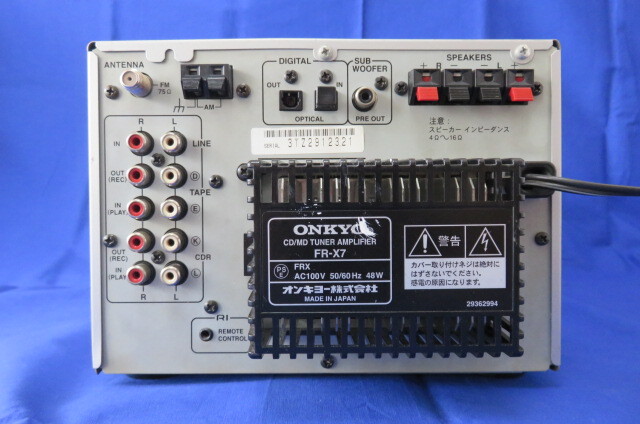 ANTENNA
FM
75Ω
AM
DIGITAL
OUT
IN
OPTICAL
SUB
WOOFER
PRE OUT
SPEAKERS
+ R − − L +
注意:
スピーカー インピーダンス
4Ω〜16Ω
SERIAL 3TZ2912321
R L
IN
LINE
OUT
(REC)
D
TAPE
IN
(PLAY)
E
OUT
(REC)
K
CDR
IN
(PLAY)
L
R L
RI
REMOTE
CONTROL
ONKYO
CD/MD TUNER AMPLIFIER
FR-X7
PSE
FRX
AC100V 50/60Hz 48W
オンキヨー株式会社
MADE IN JAPAN
警告
カバー取り付けネジは絶対に
はずさないでください。
感電の原因になります。
29362994